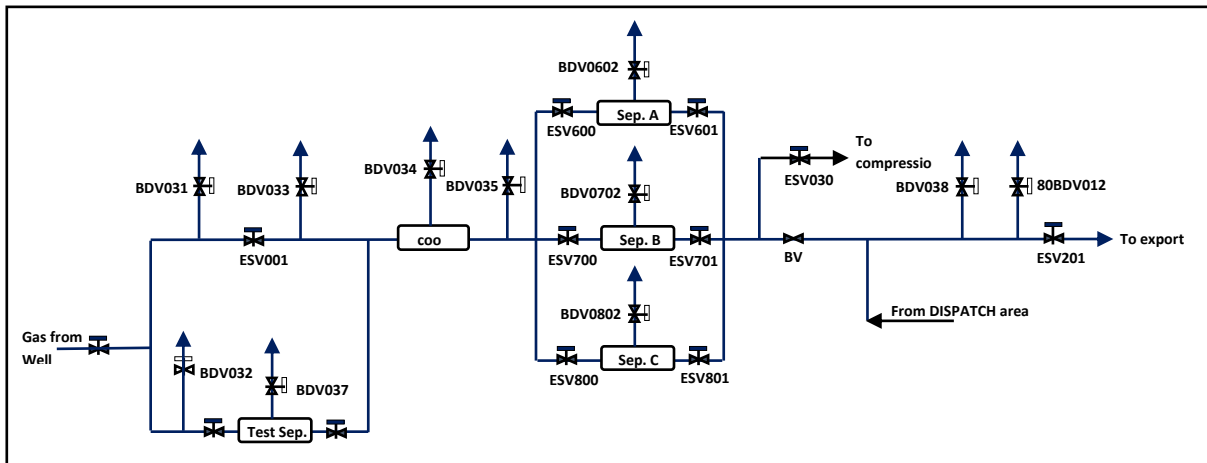 BDV0602
Sep. A
ESV600
ESV601
To
compressio
ESV030
BDV034
BDV031
BDV033
BDV035
BDV0702
BDV038
80BDV012
coo
Sep. B
To export
ESV001
ESV700
ESV701
BV
ESV201
BDV0802
From DISPATCH area
Gas from
Well
Sep. C
BDV032
ESV800
ESV801
BDV037
Test Sep.